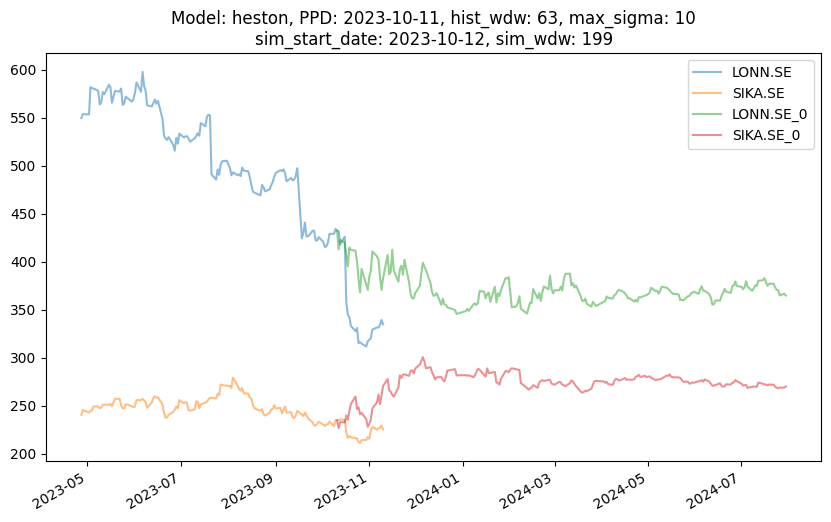 Model: heston, PPD: 2023-10-11, hist_wdw: 63, max_sigma: 10
sim_start_date: 2023-10-12, sim_wdw: 199
LONN.SE
SIKA.SE
LONN.SE_0
SIKA.SE_0
600
550
500
450
400
350
300
250
200
2023-05
2023-07
2023-09
2023-11
2024-01
2024-03
2024-05
2024-07